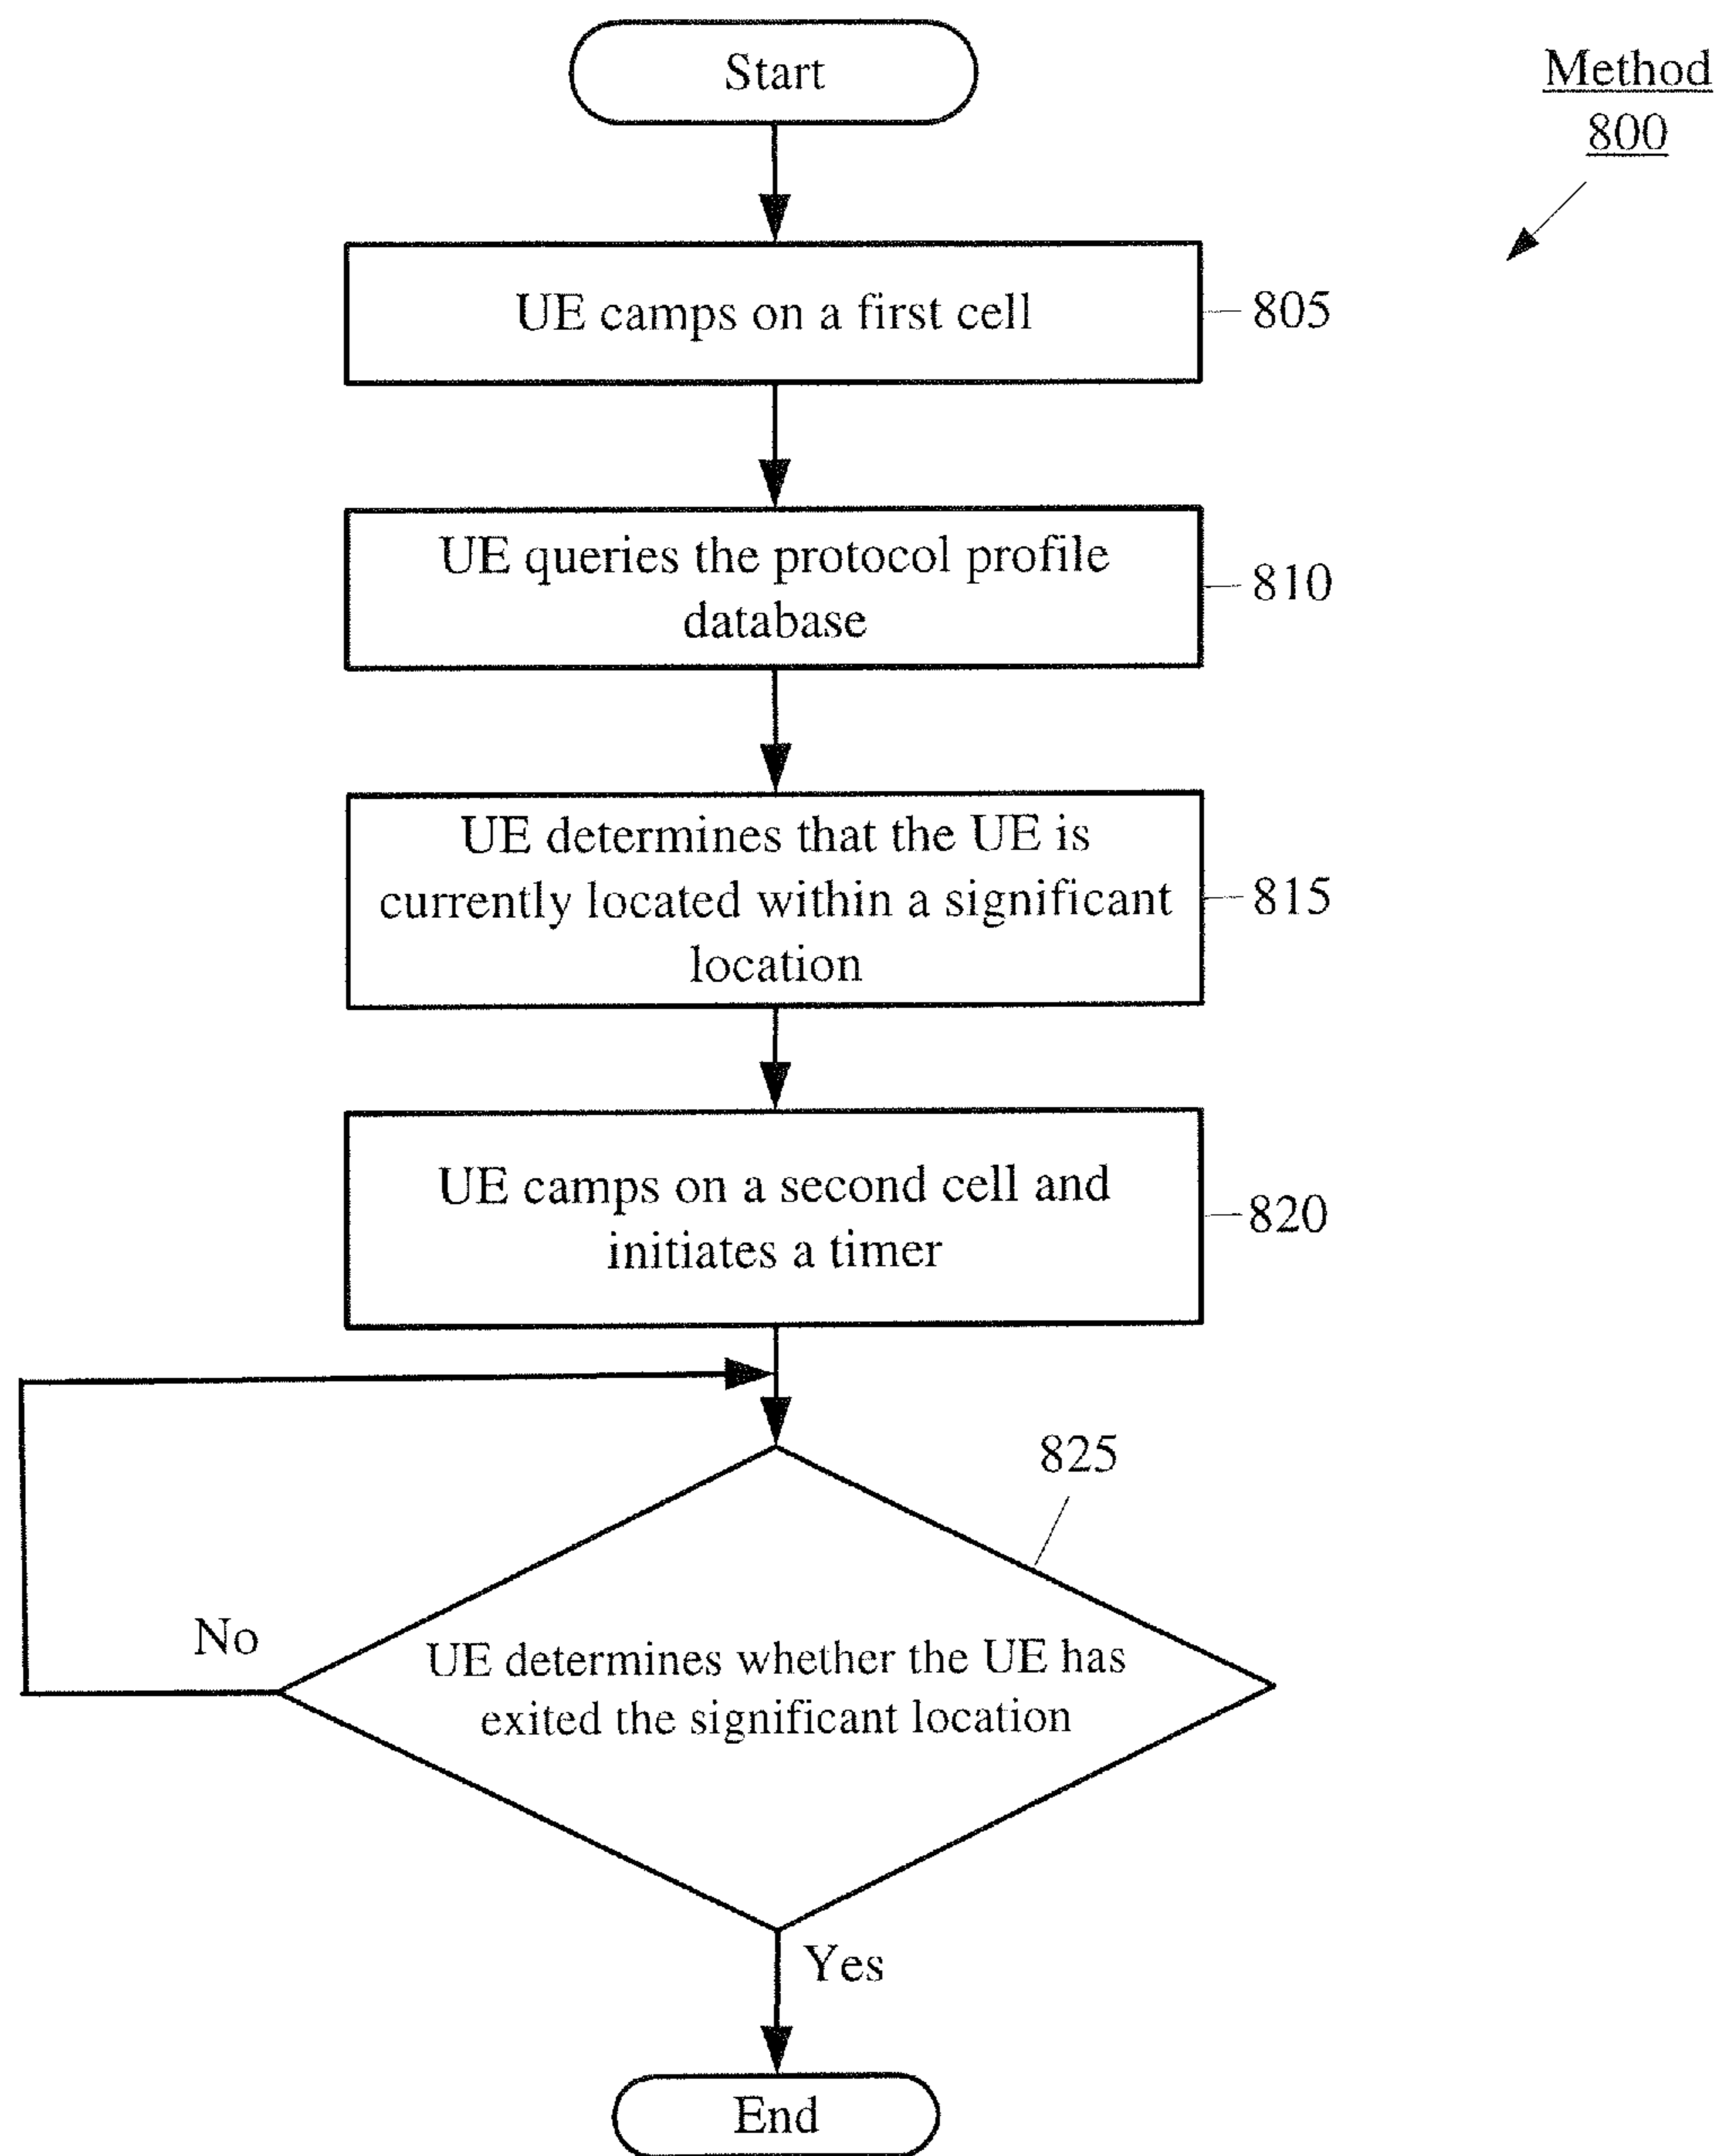 Start
Method
800
UE camps on a first cell
805
UE queries the protocol profile
database
810
UE determines that the UE is
currently located within a significant
location
815
UE camps on a second cell and
initiates a timer
820
825
No
UE determines whether the UE has
exited the significant location
Yes
End